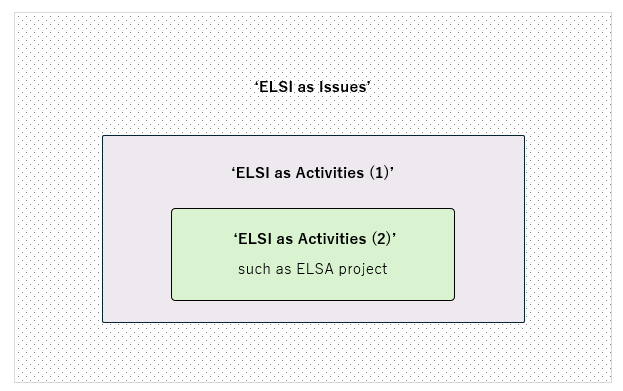 ‘ELSI as Issues’
‘ELSI as Activities (1)’
‘ELSI as Activities (2)’
such as ELSA project